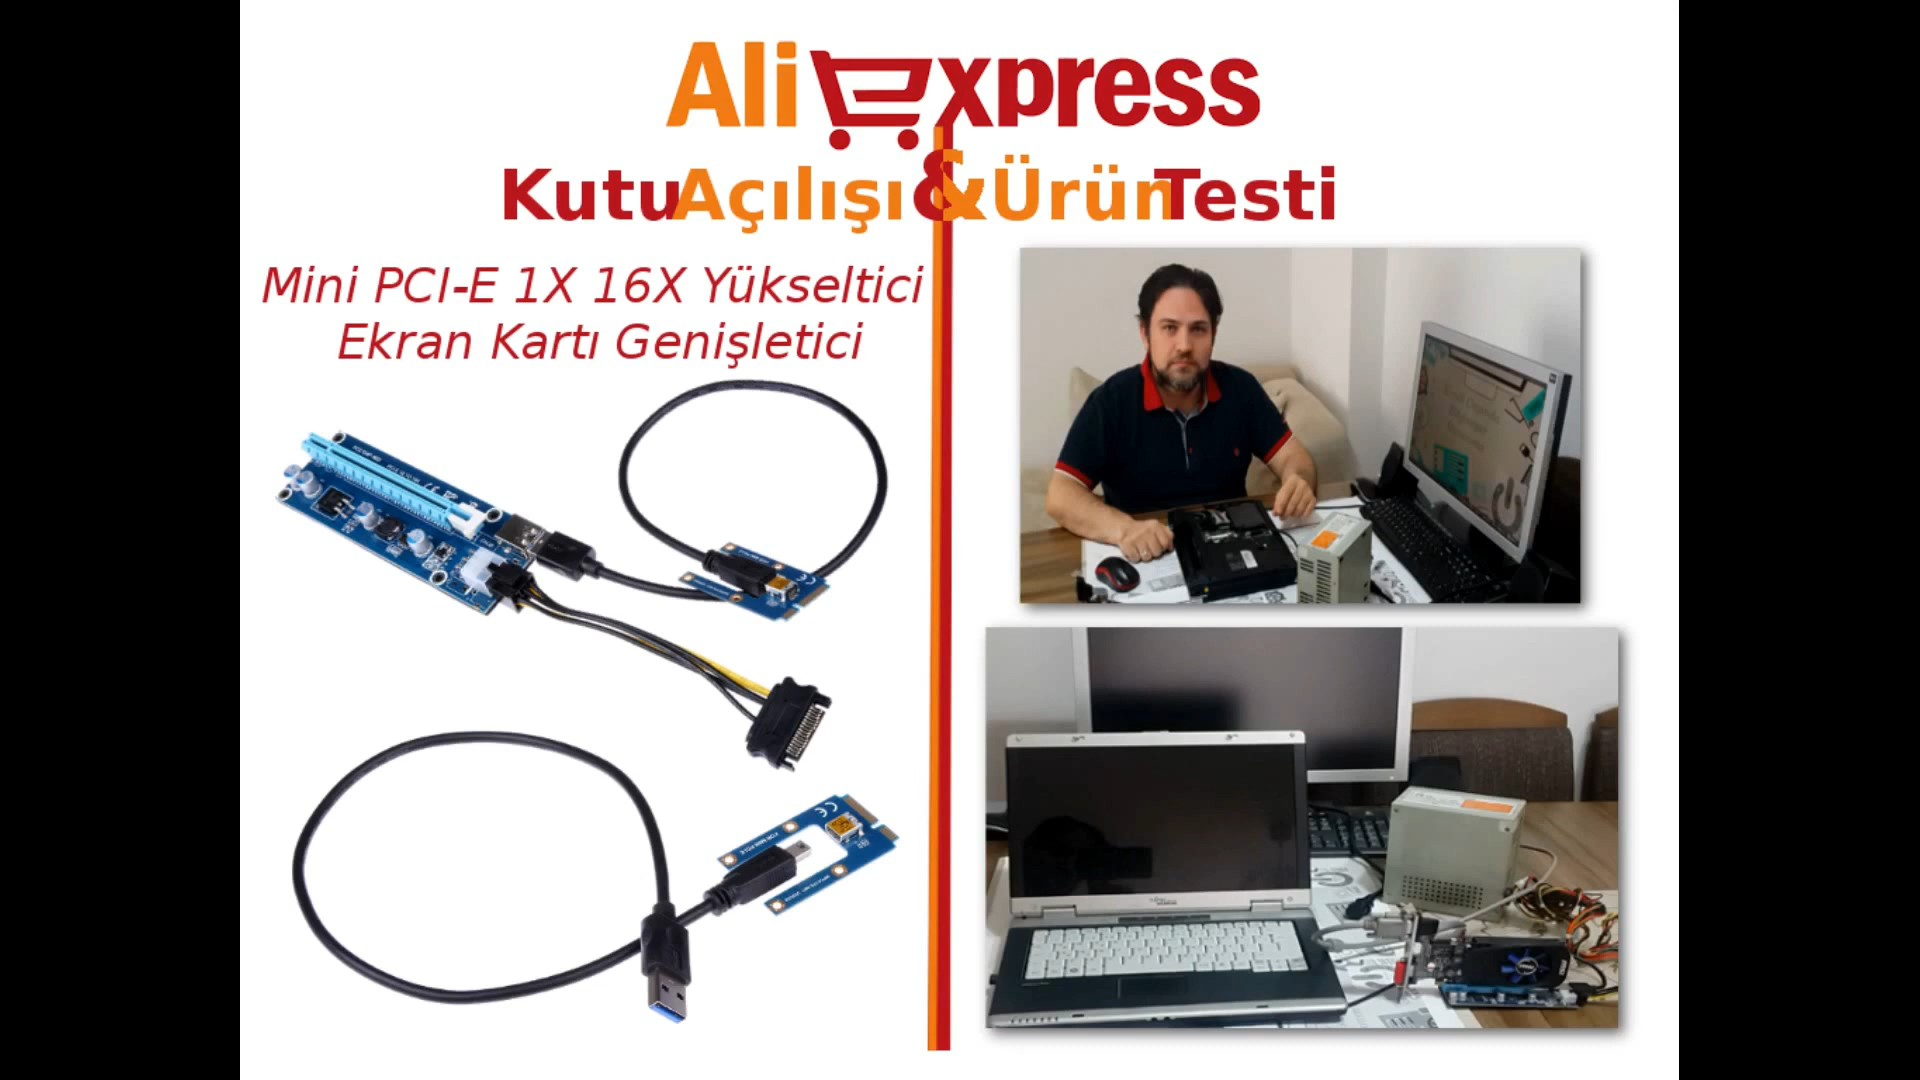 AliExpress
Kutu Açılışı & Ürün Testi
Mini PCI-E 1X 16X Yükseltici
Ekran Kartı Genişletici